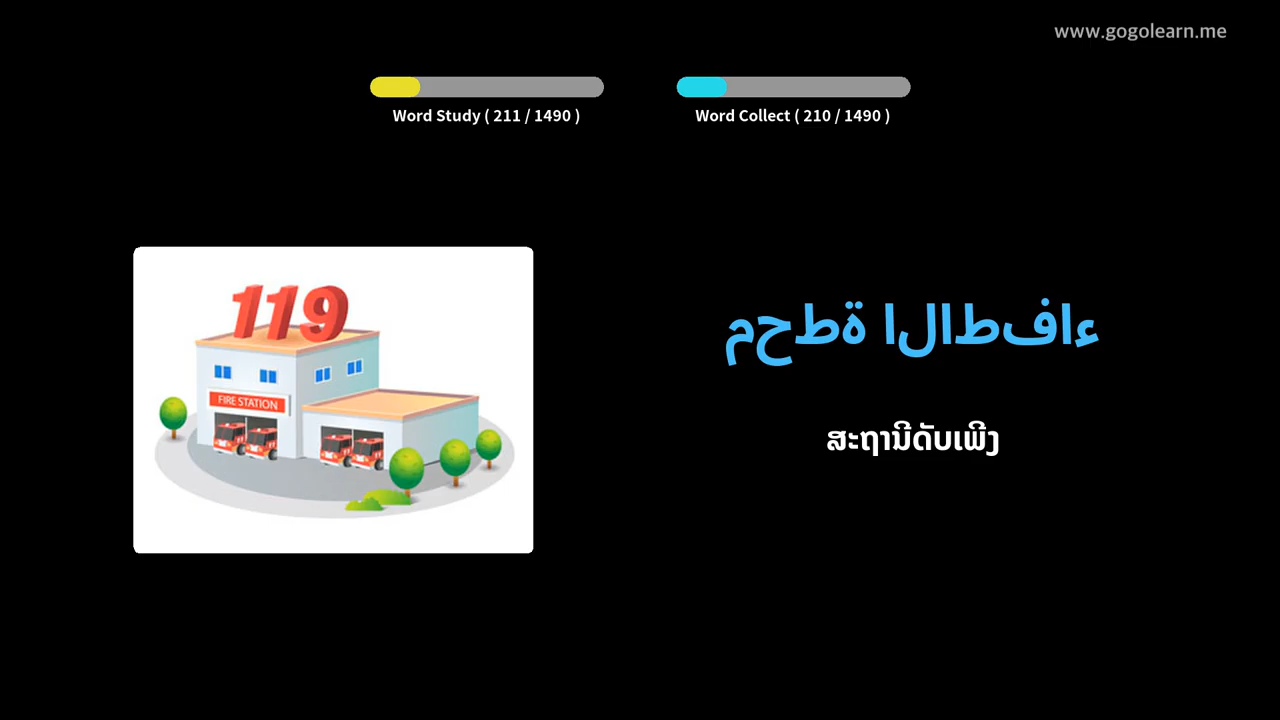 www.gogolearn.me
Word Study ( 211 / 1490 )
Word Collect ( 210 / 1490 )
119
FIRE STATION
محطة الاطفاء
ສະຖານີດັບເພີງ